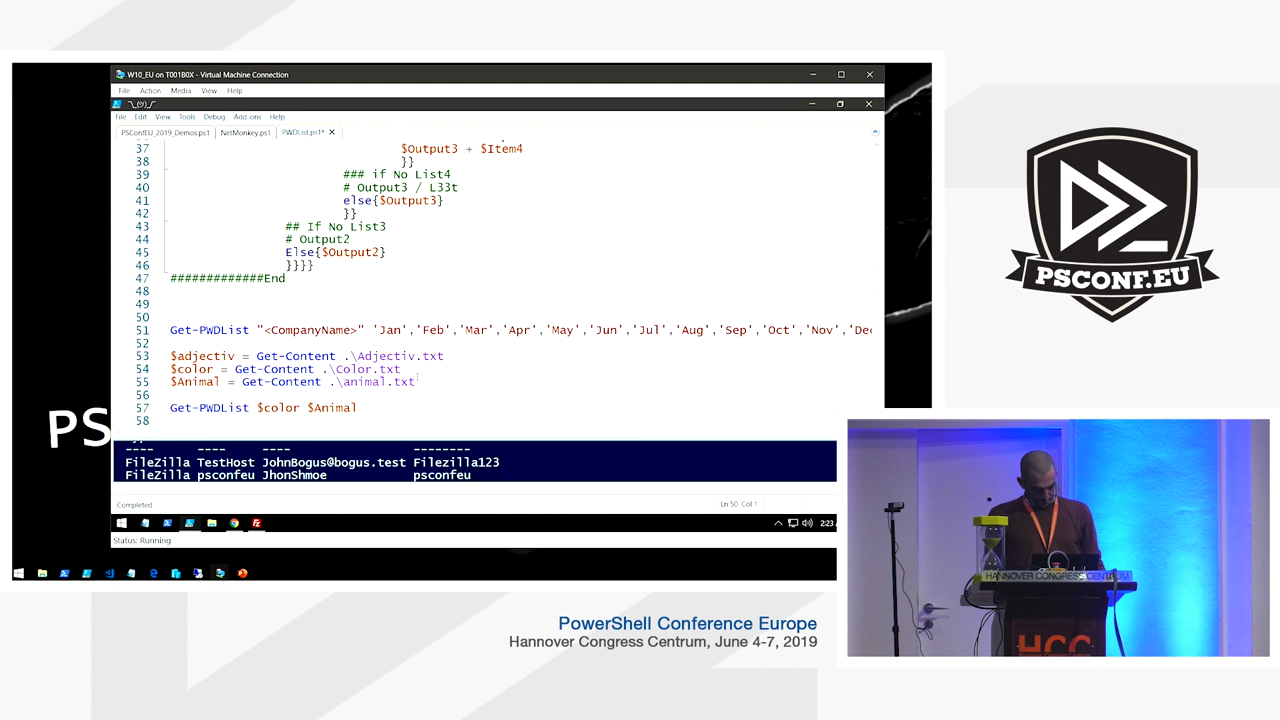 W10_EU on T001B0X - Virtual Machine Connection
File Action Media View Help
File Edit View Tools Debug Add-ons Help
PSConfEU_2019_Demos.ps1 NetMonkey.ps1 PWDList.ps1* X
37 $Output3 + $Item4
38 }}
39 ### if No List4
40 # Output3 / L33t
41 else{$Output3}
42 }}
43 ## If No List3
44 # Output2
45 Else{$Output2}
46 }}}}
47 #############End
48
49
50
51 Get-PWDList "<CompanyName>" 'Jan','Feb','Mar','Apr','May','Jun','Jul','Aug','Sep','Oct','Nov','Dec
52
53 $adjectiv = Get-Content .\Adjectiv.txt
54 $color = Get-Content .\Color.txt
55 $Animal = Get-Content .\animal.txt
56
57 Get-PWDList $color $Animal
58
PS
---- ---- ---- --------
FileZilla TestHost JohnBogus@bogus.test Filezilla123
FileZilla psconfeu JhonShmoe psconfeu
Completed
Ln 50 Col 1
2:23
Status: Running
PSCONF.EU
HANNOVER CONGRESS CENTRUM
HCC
PowerShell Conference Europe
Hannover Congress Centrum, June 4-7, 2019